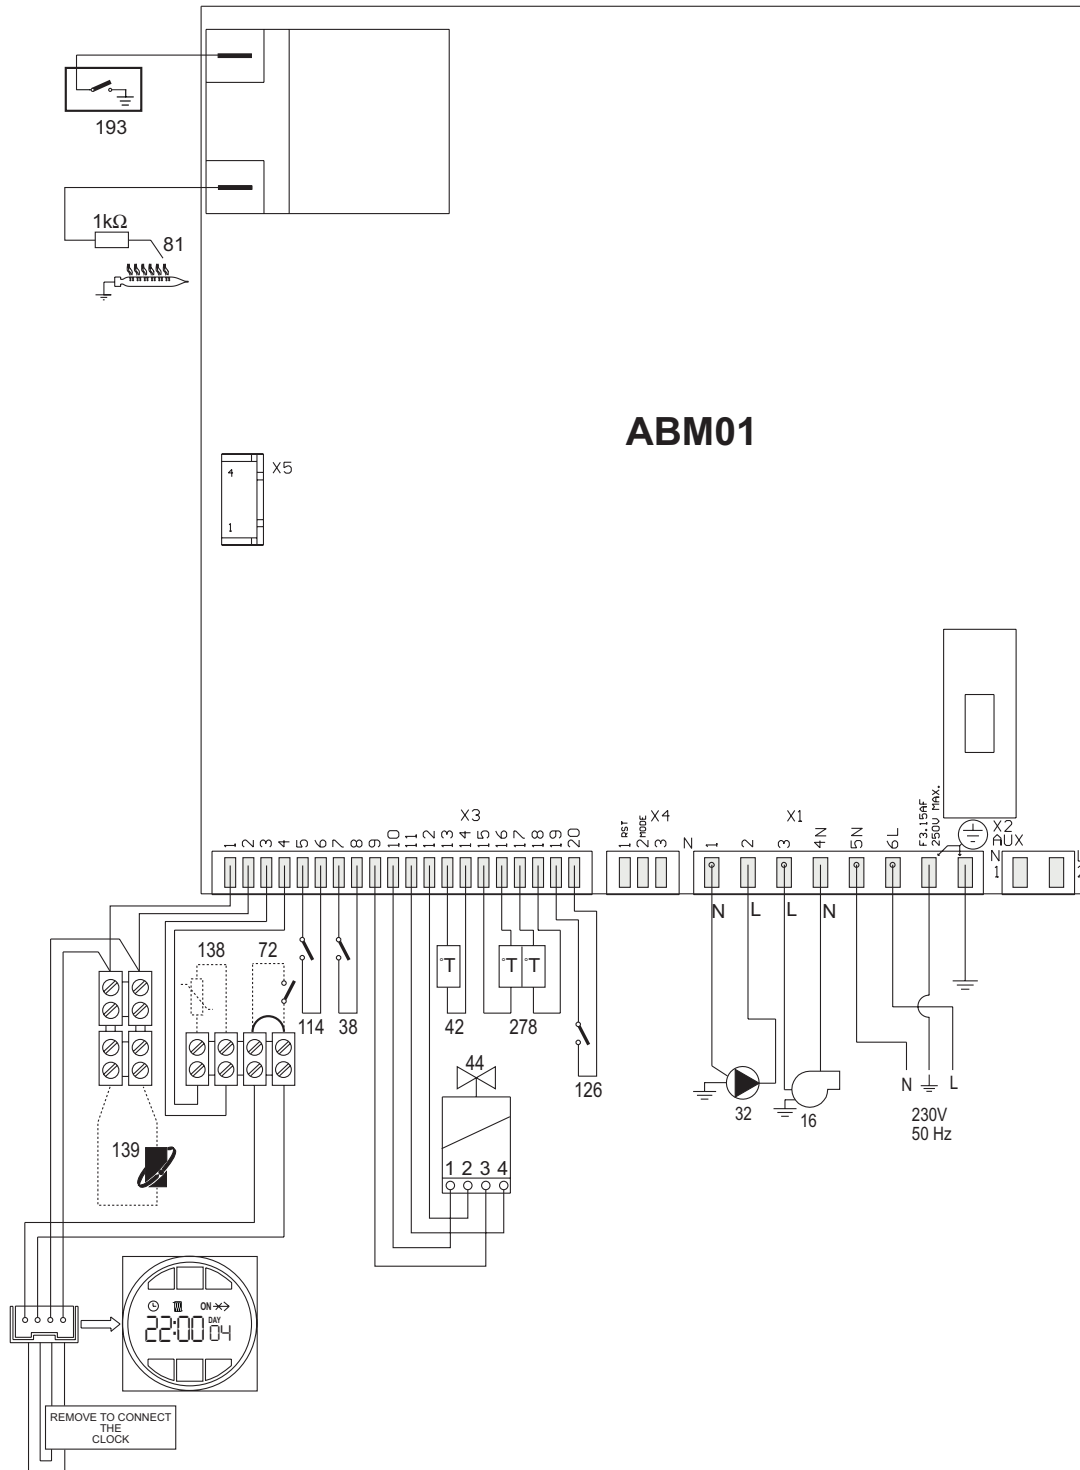 193
1kΩ
81
ABM01
X5
4
1
F3.15AF
250V MAX.
X3
X4
X1
X2
AUX
1 2 3 4 5 6 7 8 9 10 11 12 13 14 15 16 17 18 19 20
1 RST
2 MODE
3
N
1 2 3 4N 5N 6L
N
1
L
2
N L L N
138
72
114
38
°T
°T
°T
42
278
126
44
1 2 3 4
32
16
N L
230V
50 Hz
139
ON
22:00
DAY
04
REMOVE TO CONNECT
THE
CLOCK